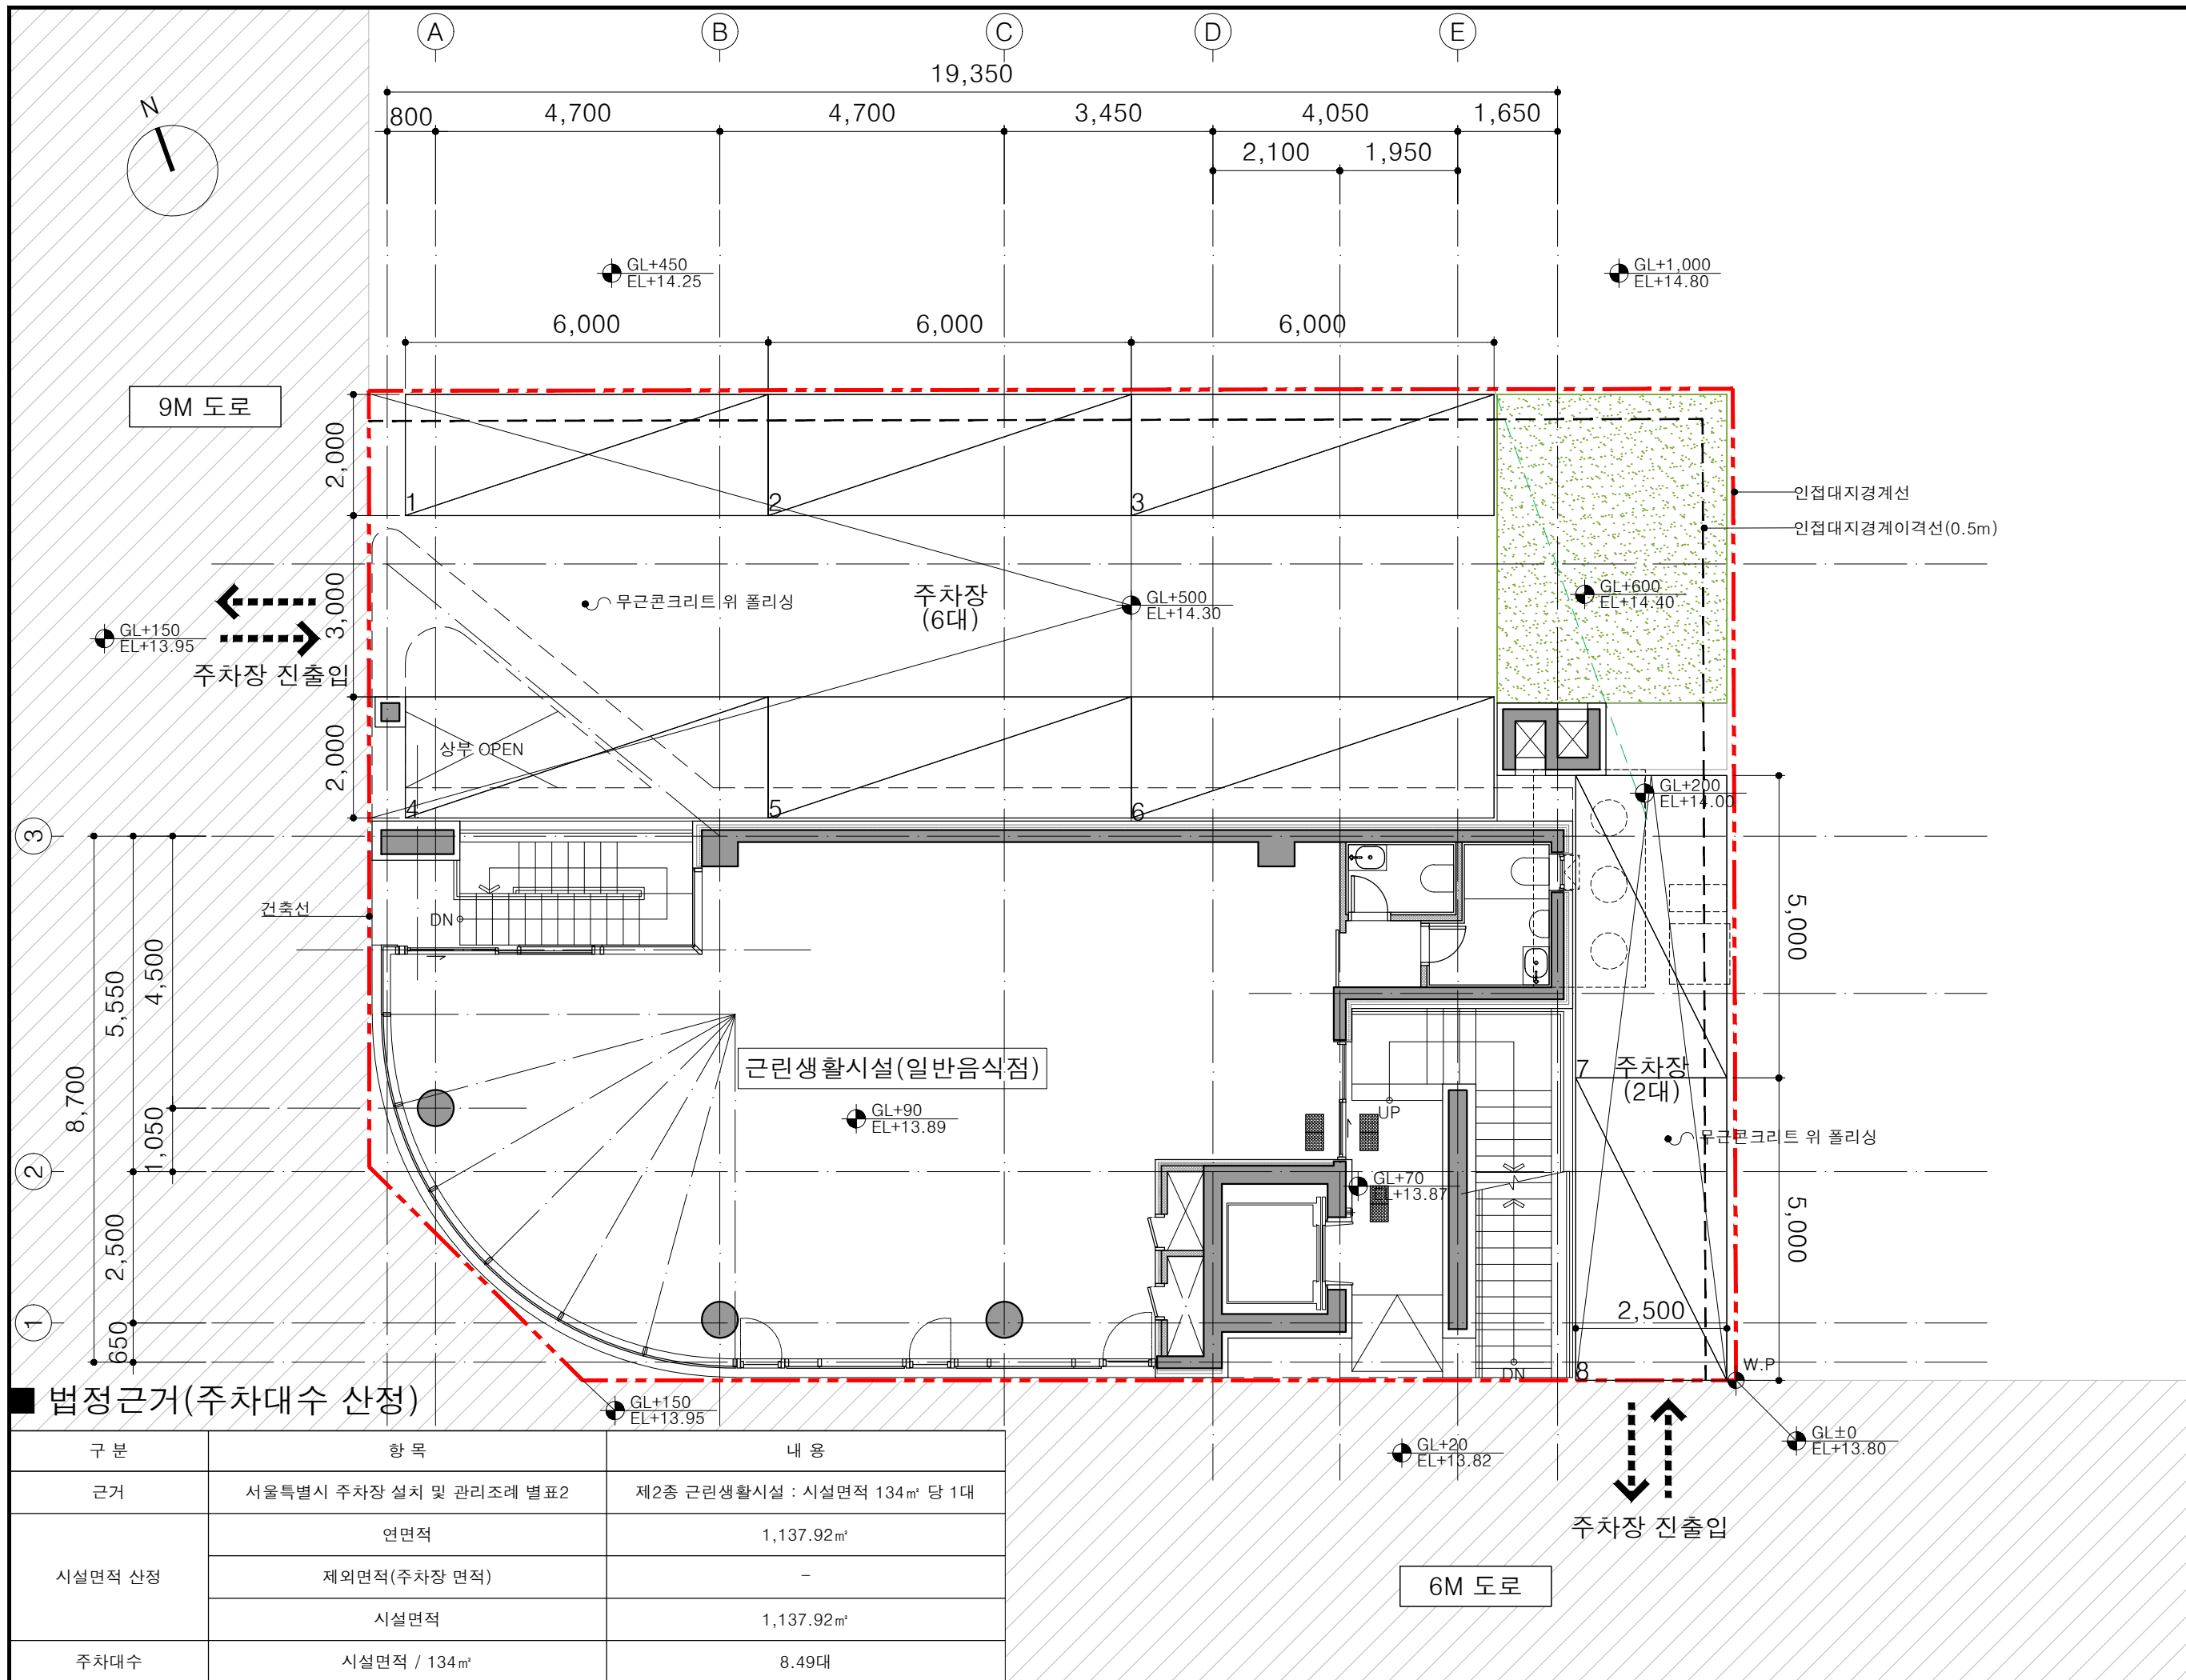 A B C D E
19,350
800 4,700 4,700 3,450 4,050 1,650
2,100 1,950
N
GL+450
EL+14.25
GL+1,000
EL+14.80
6,000 6,000 6,000
9M 도로
2,000
3,000
2,000
1
2
3
인접대지경계선
인접대지경계이격선(0.5m)
무근콘크리트 위 폴리싱
주차장
(6대)
GL+500
EL+14.30
GL+600
EL+14.40
GL+150
EL+13.95
주차장 진출입
상부 OPEN
4
5
6
GL+200
EL+14.00
3
건축선
DN
4,500
5,550
8,700
1,050
5,000
근린생활시설(일반음식점)
GL+90
EL+13.89
7
주차장
(2대)
UP
무근콘크리트 위 폴리싱
2
GL+70
EL+13.87
2,500
5,000
1
650
2,500
8
DN
W.P
■ 법정근거(주차대수 산정)
GL+150
EL+13.95
GL+20
EL+13.82
GL±0
EL+13.80
주차장 진출입
6M 도로
구 분 항 목 내 용
근거 서울특별시 주차장 설치 및 관리조례 별표2 제2종 근린생활시설 : 시설면적 134㎡ 당 1대
시설면적 산정 연면적 1,137.92㎡
제외면적(주차장 면적) -
시설면적 1,137.92㎡
주차대수 시설면적 / 134㎡ 8.49대